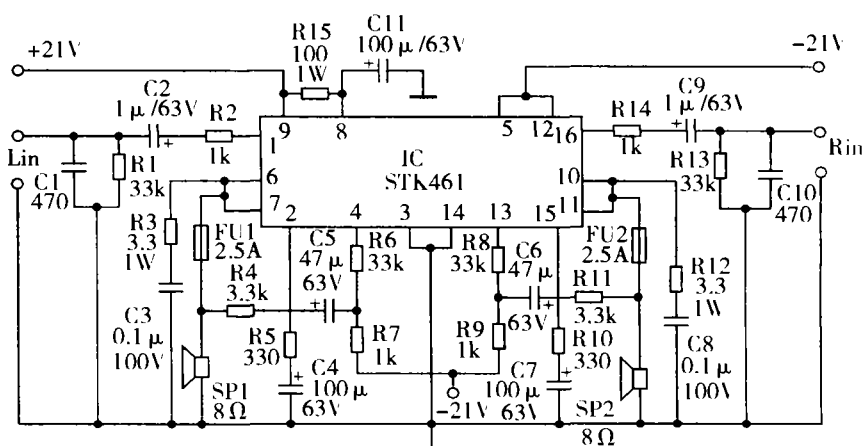 +21V
R15
100
1W
C11
100μ/63V
-21V
C2
1μ/63V
+
R2
1k
+
9
8
5
12
R14
1k
C9
1μ/63V
+
1
16
Lin
Rin
IC
STK461
C1
470
R1
33k
6
7
10
11
R13
33k
C10
470
2
4
3
14
13
15
R3
3.3
1W
FU1
2.5A
C5
47μ
63V
+
R6
33k
R8
33k
C6
47μ
63V
+
FU2
2.5A
R4
3.3k
R11
3.3k
R12
3.3
1W
C3
0.1μ
100V
R5
330
R7
1k
R9
1k
R10
330
C8
0.1μ
100V
C4
100μ
63V
+
-21V
C7
100μ
63V
+
SP1
8Ω
SP2
8Ω